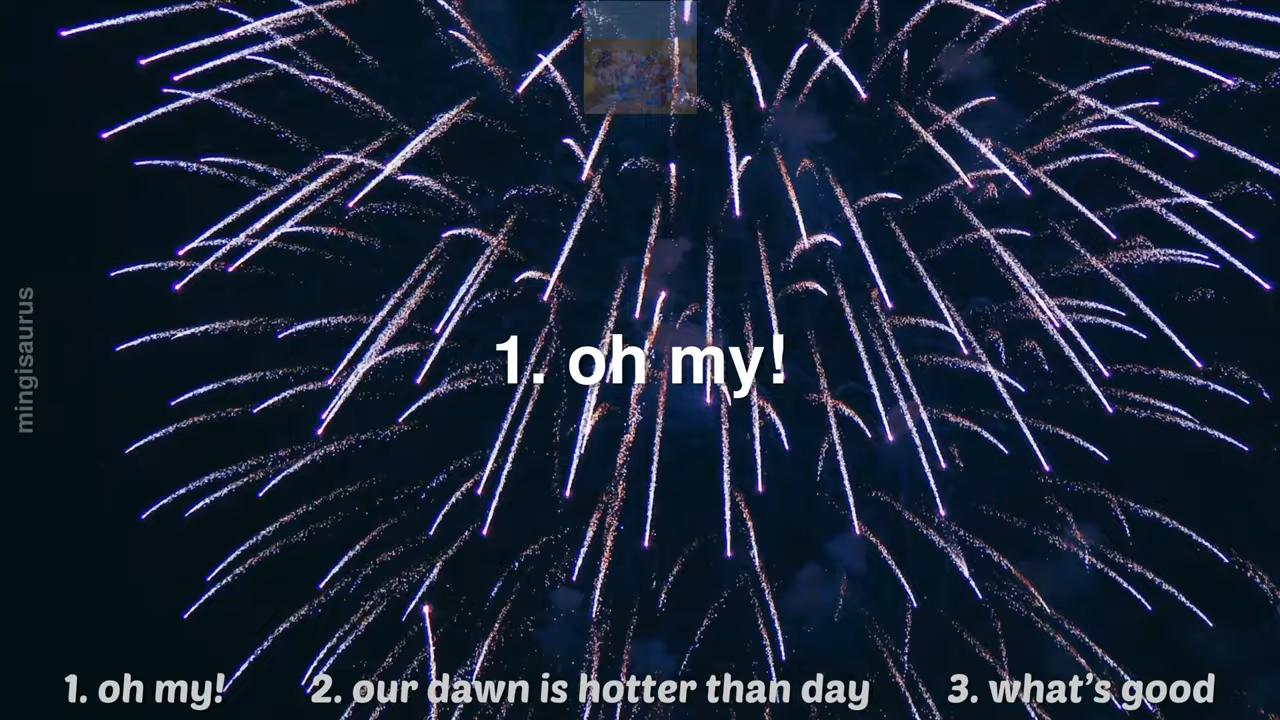 mingisaurus
1. oh my!
1. oh my! 2. our dawn is hotter than day 3. what’s good